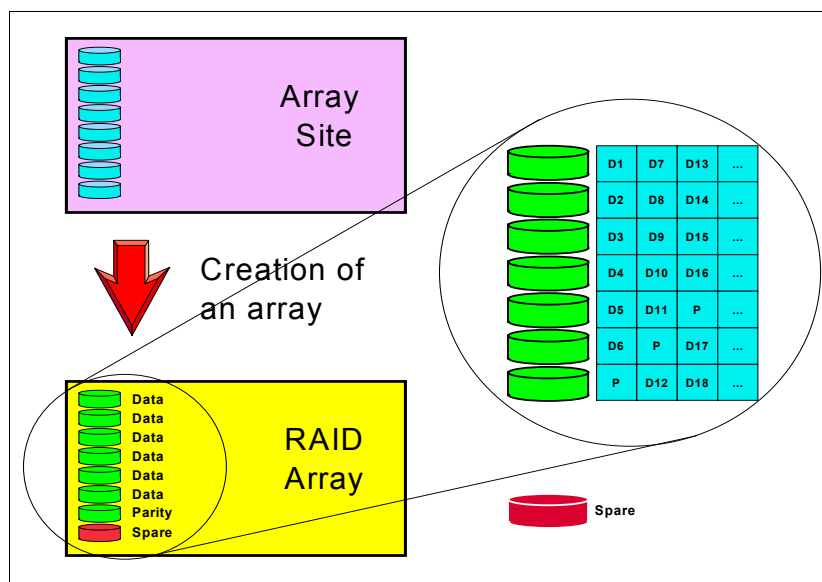 Array
Site
Creation of
an array
Data
Data
Data
Data
Data
Data
Parity
Spare
RAID
Array
D1 D7 D13 ...
D2 D8 D14 ...
D3 D9 D15 ...
D4 D10 D16 ...
D5 D11 P ...
D6 P D17 ...
P D12 D18 ...
Spare